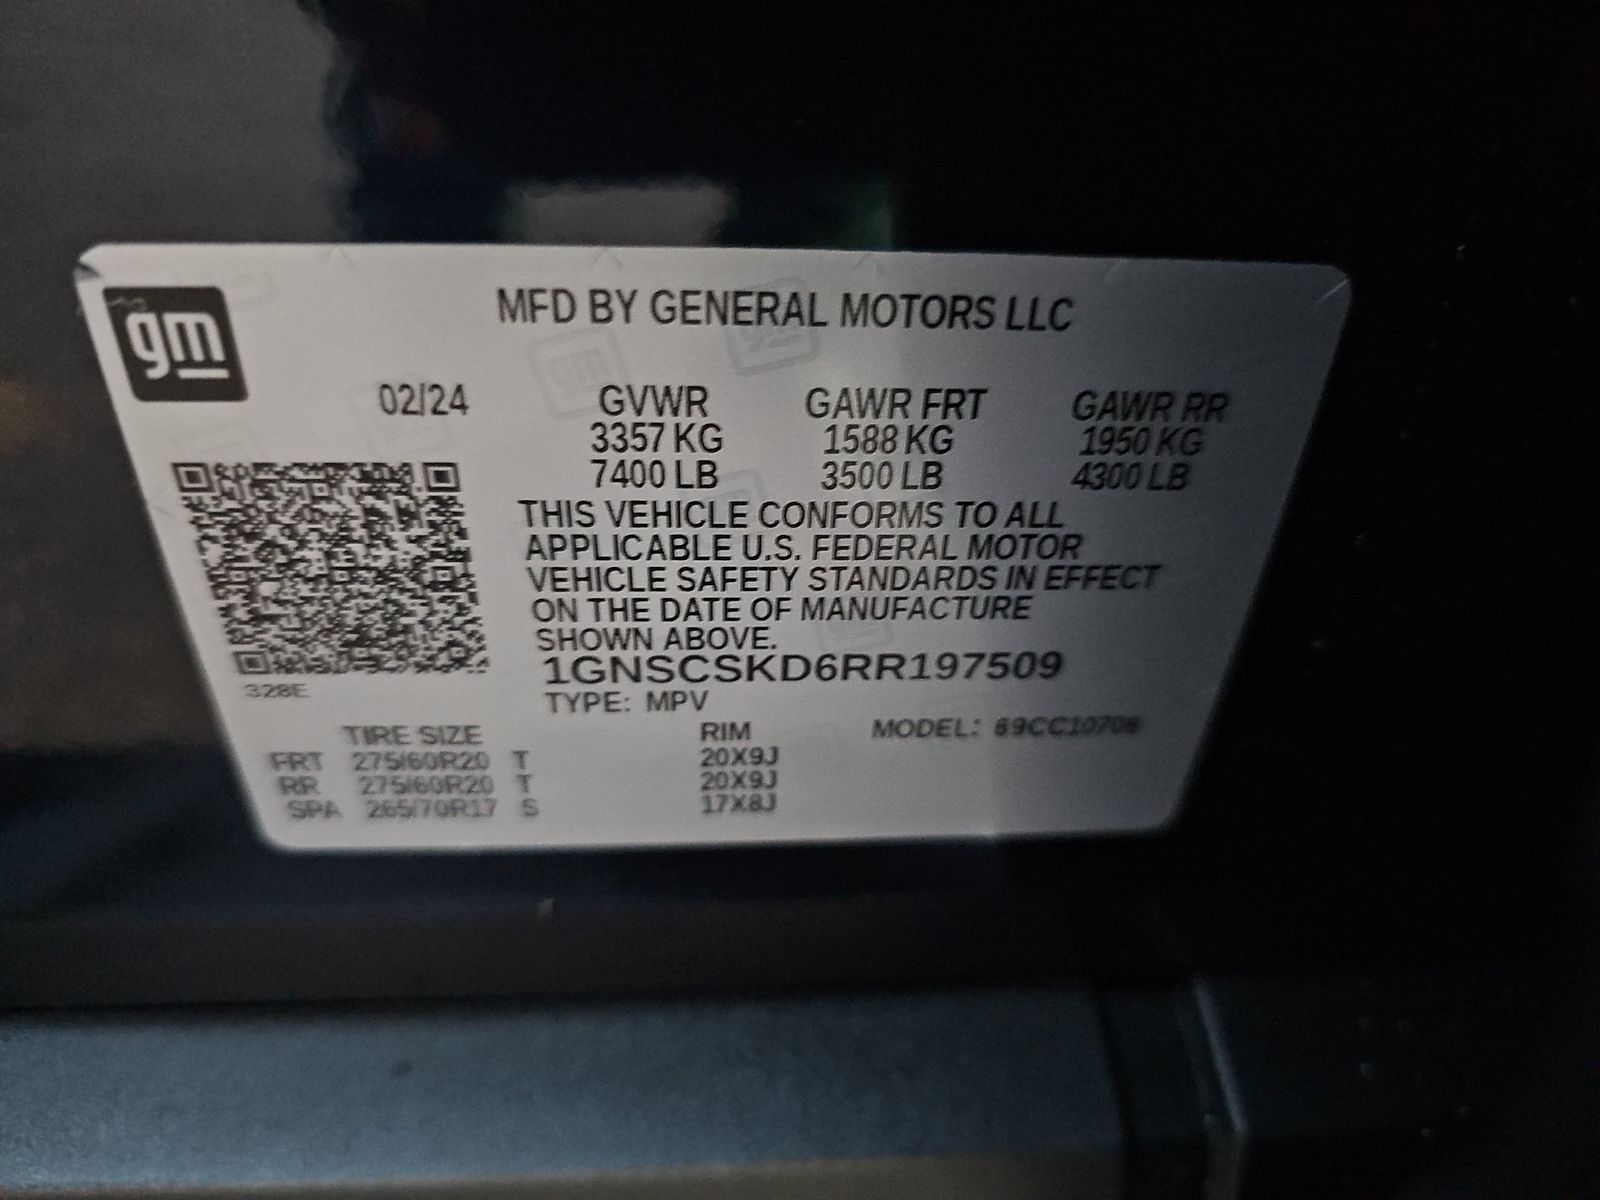 gm
MFD BY GENERAL MOTORS LLC
02/24 GVWR GAWR FRT GAWR RR
3357 KG 1588 KG 1950 KG
7400 LB 3500 LB 4300 LB
THIS VEHICLE CONFORMS TO ALL
APPLICABLE U.S. FEDERAL MOTOR
VEHICLE SAFETY STANDARDS IN EFFECT
ON THE DATE OF MANUFACTURE
SHOWN ABOVE.
1GNSCSKD6RR197509
328E
TYPE: MPV
TIRE SIZE RIM MODEL: 69CC10706
FRT 275/60R20 T 20X9J
RR 275/60R20 T 20X9J
SPA 265/70R17 S 17X8J